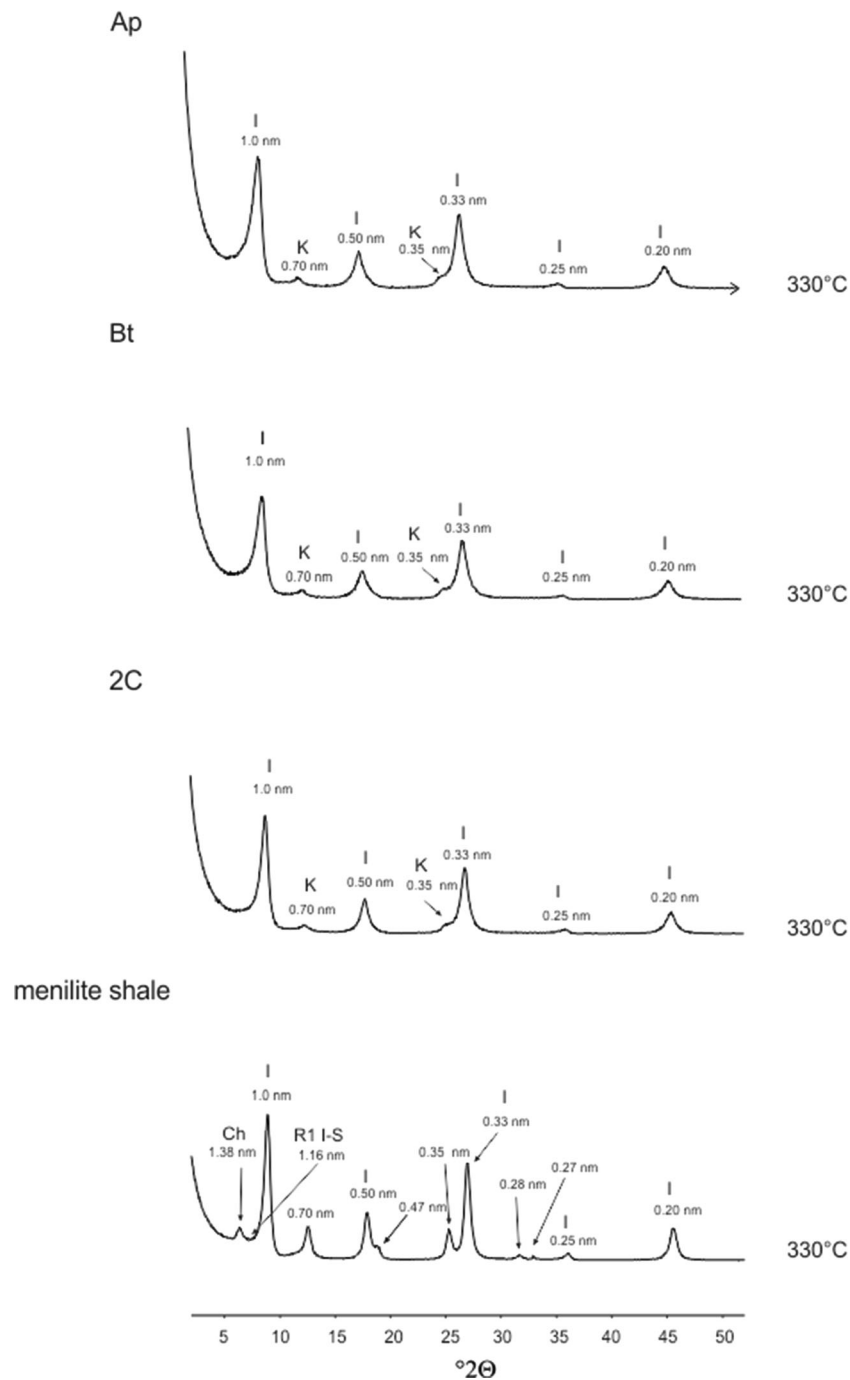 Ap
I
1.0 nm
K
0.70 nm
I
0.50 nm
K
0.35 nm
I
0.33 nm
I
0.25 nm
I
0.20 nm
330°C
Bt
I
1.0 nm
K
0.70 nm
I
0.50 nm
K
0.35 nm
I
0.33 nm
I
0.25 nm
I
0.20 nm
330°C
2C
I
1.0 nm
K
0.70 nm
I
0.50 nm
K
0.35 nm
I
0.33 nm
I
0.25 nm
I
0.20 nm
330°C
menilite shale
Ch
1.38 nm
I
1.0 nm
R1 I-S
1.16 nm
0.70 nm
I
0.50 nm
0.47 nm
0.35 nm
I
0.33 nm
0.28 nm
0.27 nm
I
0.25 nm
I
0.20 nm
330°C
5 10 15 20 25 30 35 40 45 50
°2Θ